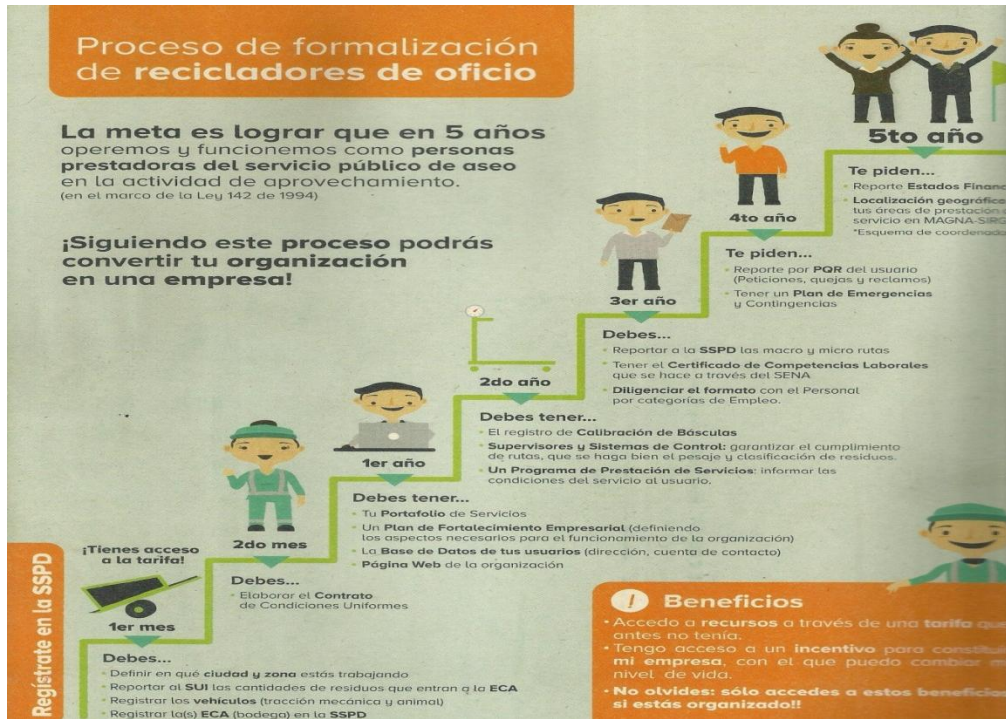 Proceso de formalización
de recicladores de oficio
La meta es lograr que en 5 años
operemos y funcionemos como personas
prestadoras del servicio público de aseo
en la actividad de aprovechamiento.
(en el marco de la Ley 142 de 1994)
¡Siguiendo este proceso podrás
convertir tu organización
en una empresa!
5to año
Te piden...
Reporte Estados
Localización
tus áreas de prestación
servicio en
*Esquema de
4to año
Te piden...
Reporte por PQR del usuario
(Peticiones, quejas y reclamos)
Tener un Plan de Emergencias
y Contingencias
3er año
Debes...
Reportar a la SSPD las macro y micro rutas
Tener el Certificado de Competencias Laborales
que se hace a través del SENA
Diligenciar el formato con el Personal
por categorías de Empleo.
2do año
Debes tener...
El registro de Calibración de Básculas
Supervisores y Sistemas de Control: garantizar el cumplimiento
de rutas, que se haga bien el pesaje y clasificación de residuos.
Un Programa de Prestación de Servicios: informar las
condiciones del servicio al usuario.
1er año
Debes tener...
Tu Portafolio de Servicios
Un Plan de Fortalecimiento Empresarial (definiendo
los aspectos necesarios para el funcionamiento de la organización)
La Base de Datos de tus usuarios (dirección, cuenta de contacto)
Página Web de la organización
2do mes
Debes...
Elaborar el Contrato
de Condiciones Uniformes
¡Tienes acceso
a la tarifa!
1er mes
Debes...
Definir en qué ciudad y zona estás trabajando
Reportar al SUI las cantidades de residuos que entran a la ECA
Registrar los vehículos (tracción mecánica y animal)
Registrar la(s) ECA (bodega) en la SSPD
Regístrate en la SSPD
! Beneficios
• Accedo a recursos a través de una tarifa que
antes no tenía.
• Tengo acceso a un incentivo para
mi empresa, con el que puedo cambiar mi
nivel de vida.
• No olvides: sólo accedes a estos
si estás organizado!!